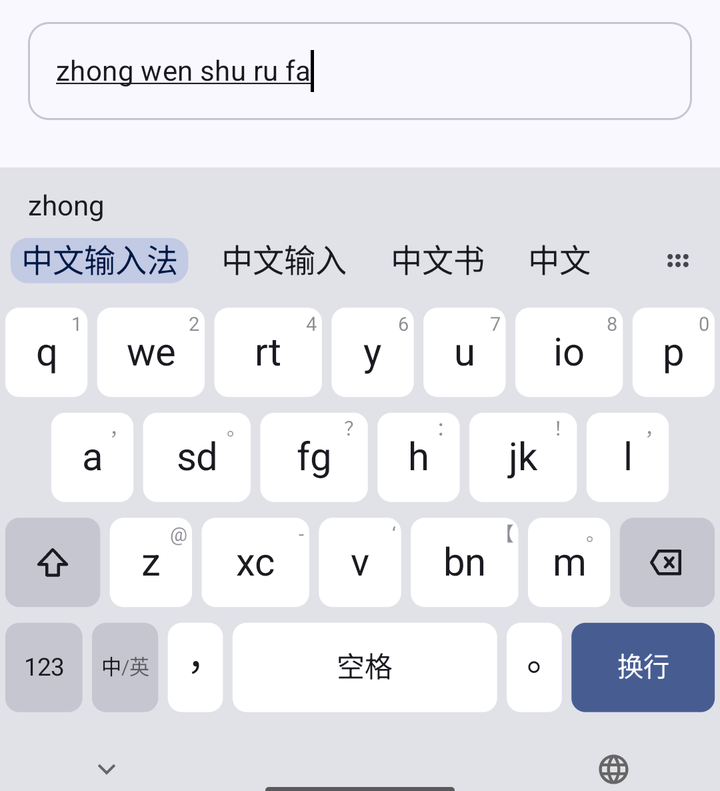 zhong wen shu ru fa
zhong
中文输入法 中文输入 中文书 中文
q 1 we 2 rt 4 y 6 u 7 io 8 p 0
a , sd 。 fg ? h : jk ! l ,
z @ xc - v ‘ bn 【 m 。
123 中/英 , 空格 。 换行